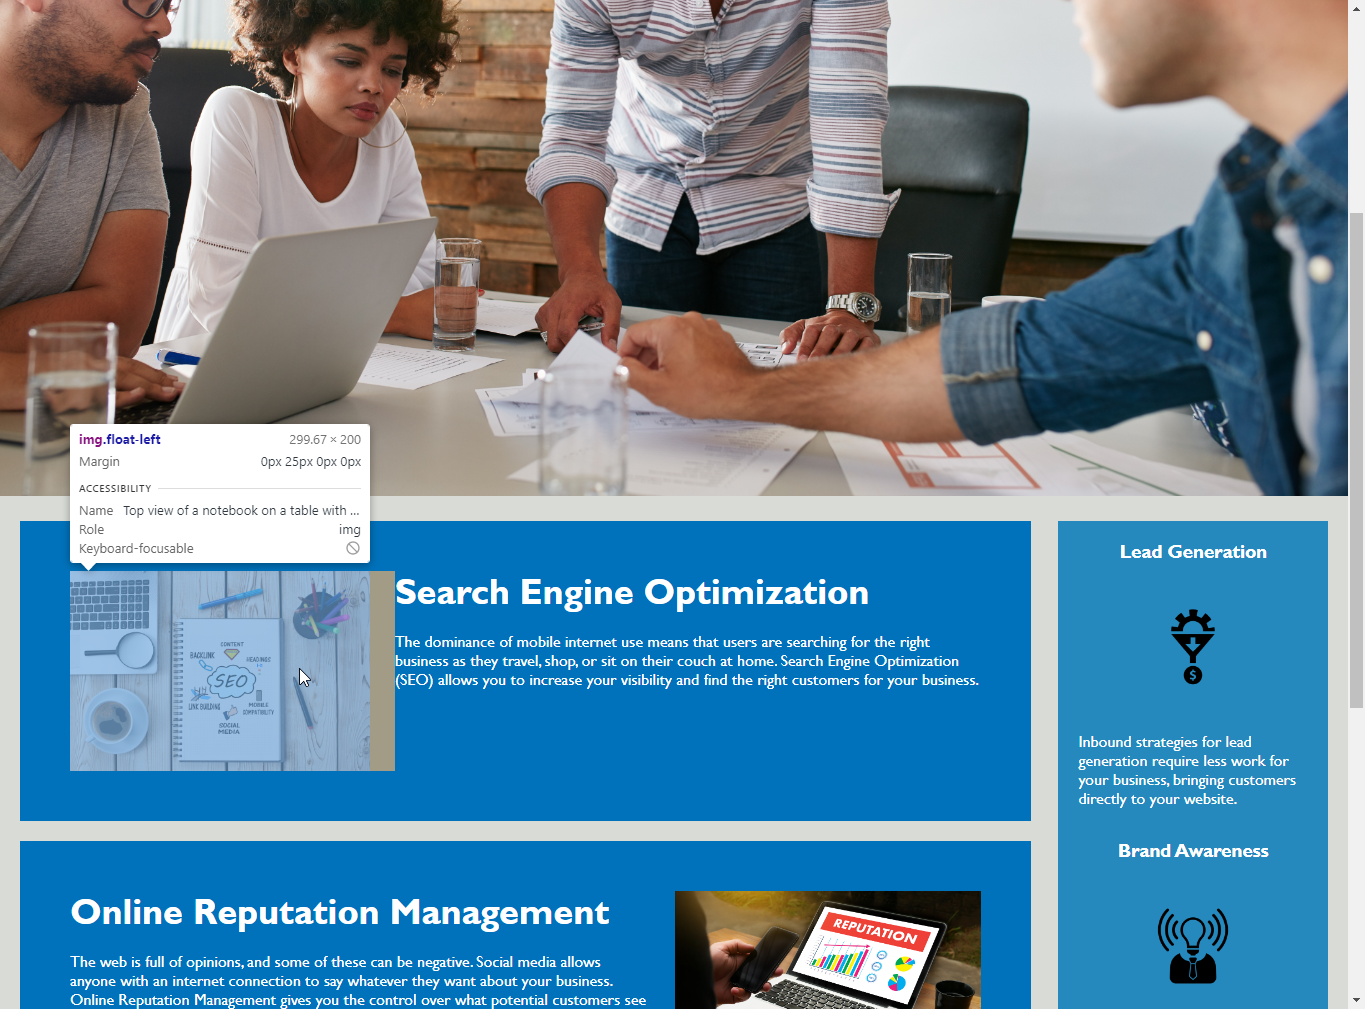 img.float-left 299.67 × 200
Margin 0px 25px 0px 0px
ACCESSIBILITY
Name Top view of a notebook on a table with ...
Role img
Keyboard-focusable
CONTENT
BACKLINK
HEADINGS
SEO
LINK BUILDING
MOBILE
COMPATIBILITY
SOCIAL
MEDIA
Search Engine Optimization
The dominance of mobile internet use means that users are searching for the right
business as they travel, shop, or sit on their couch at home. Search Engine Optimization
(SEO) allows you to increase your visibility and find the right customers for your business.
Online Reputation Management
The web is full of opinions, and some of these can be negative. Social media allows
anyone with an internet connection to say whatever they want about your business.
Online Reputation Management gives you the control over what potential customers see
REPUTATION
Lead Generation
$
Inbound strategies for lead
generation require less work for
your business, bringing customers
directly to your website.
Brand Awareness